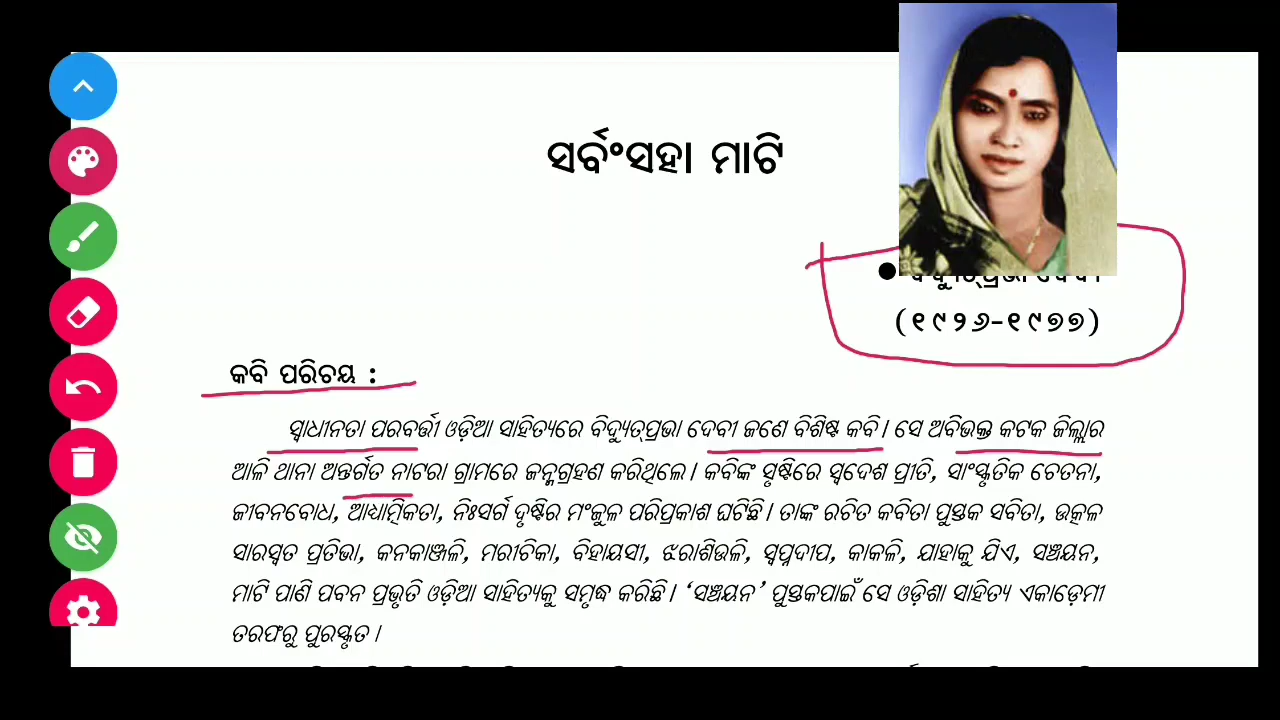 ସର୍ବଂସହା ମାଟି
(୧୯୨୬-୧୯୭୭)
କବି ପରିଚୟ :
ସ୍ୱାଧୀନତା ପରବର୍ତ୍ତୀ ଓଡ଼ିଆ ସାହିତ୍ୟରେ ବିଦ୍ୟୁତ୍‌ପ୍ରଭା ଦେବୀ ଜଣେ ବିଶିଷ୍ଟ କବି। ସେ ଅବିଭକ୍ତ କଟକ ଜିଲ୍ଲାର
ଆଳି ଥାନା ଅନ୍ତର୍ଗତ ନାଟରା ଗ୍ରାମରେ ଜନ୍ମଗ୍ରହଣ କରିଥିଲେ। କବିଙ୍କ ସୃଷ୍ଟିରେ ସ୍ୱଦେଶ ପ୍ରୀତି, ସାଂସ୍କୃତିକ ଚେତନା,
ଜୀବନବୋଧ, ଆଧ୍ୟାତ୍ମିକତା, ନିଃସର୍ଗ ଦୃଷ୍ଟିର ମଂଜୁଳ ପରିପ୍ରକାଶ ଘଟିଛି। ତାଙ୍କ ରଚିତ କବିତା ପୁସ୍ତକ ସବିତା, ଉତ୍କଳ
ସାରସ୍ୱତ ପ୍ରତିଭା, କନକାଞ୍ଜଳି, ମରୀଚିକା, ବିହାୟସୀ, ଝରାଶିଉଳି, ସ୍ୱପ୍ନଦୀପ, କାକଳି, ଯାହାକୁ ଯିଏ, ସଞ୍ଚୟନ,
ମାଟି ପାଣି ପବନ ପ୍ରଭୃତି ଓଡ଼ିଆ ସାହିତ୍ୟକୁ ସମୃଦ୍ଧ କରିଛି। ‘ସଞ୍ଚୟନ’ ପୁସ୍ତକପାଇଁ ସେ ଓଡ଼ିଶା ସାହିତ୍ୟ ଏକାଡ଼େମୀ
ତରଫରୁ ପୁରସ୍କୃତ।